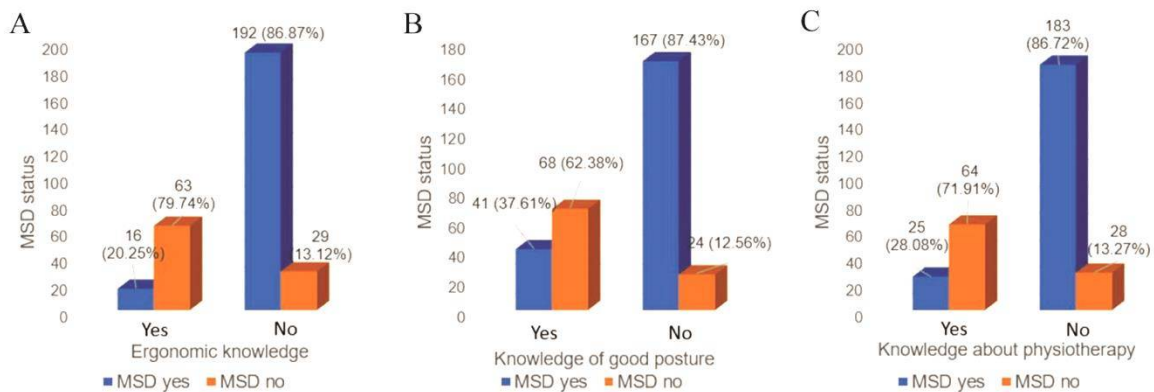 A
192 (86.87%)
200
180
160
140
120
100
80
60
40
20
0
MSD status
63
(79.74%)
16
(20.25%)
29
(13.12%)
Yes
No
Ergonomic knowledge
MSD yes
MSD no
B
167 (87.43%)
180
160
140
120
100
80
60
40
20
0
MSD status
68 (62.38%)
41 (37.61%)
24 (12.56%)
Yes
No
Knowledge of good posture
MSD yes
MSD no
C
183
(86.72%)
200
180
160
140
120
100
80
60
40
20
0
MSD status
64
(71.91%)
25
(28.08%)
28
(13.27%)
Yes
No
Knowledge about physiotherapy
MSD yes
MSD no